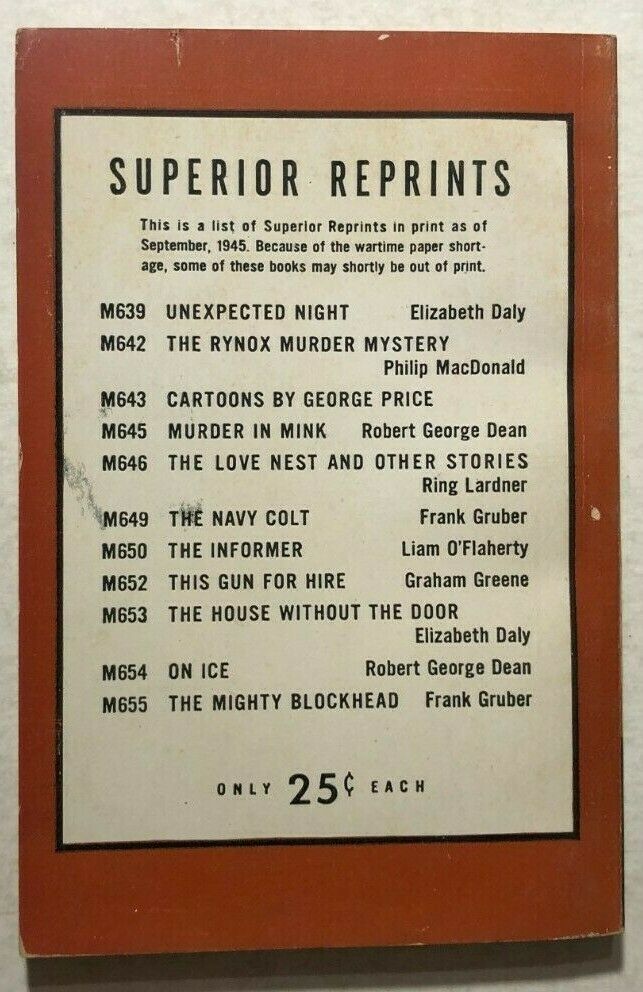 SUPERIOR REPRINTS
This is a list of Superior Reprints in print as of
September, 1945. Because of the wartime paper short-
age, some of these books may shortly be out of print.
M639 UNEXPECTED NIGHT Elizabeth Daly
M642 THE RYNOX MURDER MYSTERY
Philip MacDonald
M643 CARTOONS BY GEORGE PRICE
M645 MURDER IN MINK Robert George Dean
M646 THE LOVE NEST AND OTHER STORIES
Ring Lardner
M649 THE NAVY COLT Frank Gruber
M650 THE INFORMER Liam O'Flaherty
M652 THIS GUN FOR HIRE Graham Greene
M653 THE HOUSE WITHOUT THE DOOR
Elizabeth Daly
M654 ON ICE Robert George Dean
M655 THE MIGHTY BLOCKHEAD Frank Gruber
ONLY 25¢ EACH